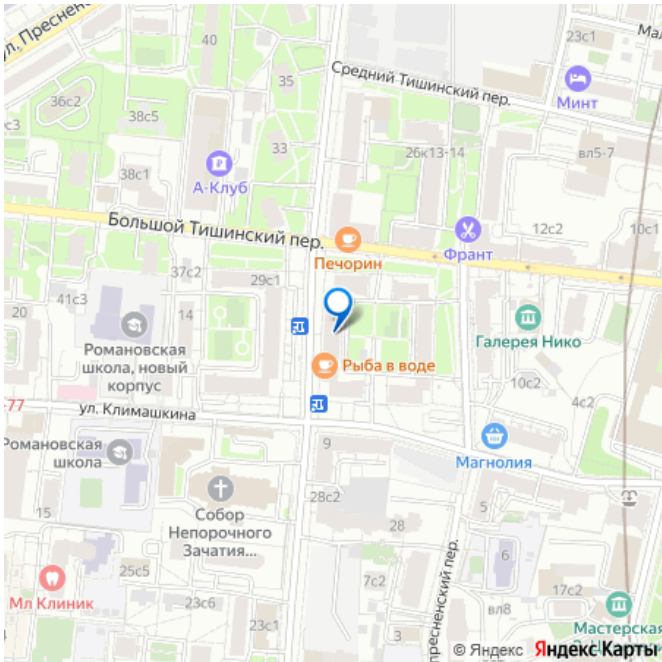 40
23с1
Мал
ул. Пресне
Средний Тишинский пер.
35
Минт
36с2
38с5
с3
33
26к13-14
вл5-7
А-Клуб
38с1
Большой Тишинский пер.
Печорин
Франт
12с2
10с1
37с2
29с1
41с3
20
14
Романовская
школа, новый
корпус
Галерея Нико
Рыба в воде
10с2
-77
ул. Климашкина
4с2
Романовская
школа
9
Магнолия
28с2
Собор
Непорочного
Зачатия...
15
28
5
6
25с5
Мл Клиник
23с6
7с2
17с2
пресненский пер.
вл8
23с1
3
Мастерская
© Яндекс Яндекс Карты